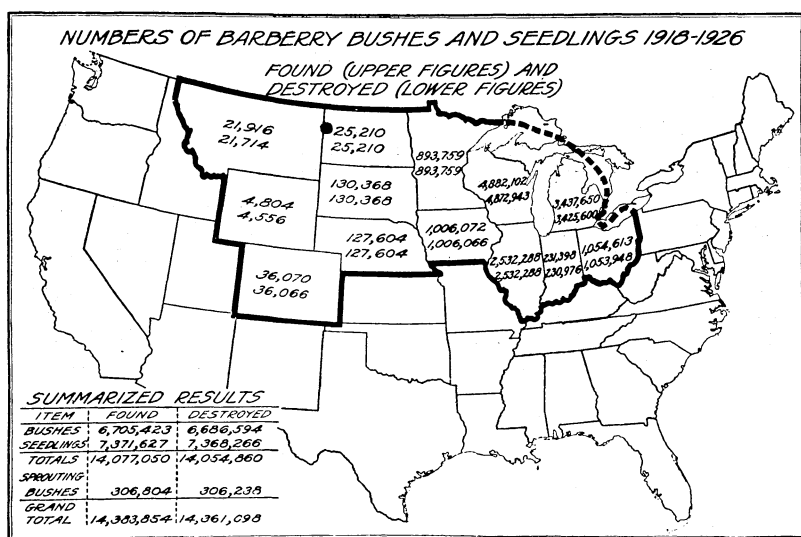 NUMBERS OF BARBERRY BUSHES AND SEEDLINGS 1918-1926
FOUND (UPPER FIGURES) AND
DESTROYED (LOWER FIGURES)
21,916
21,714
25,210
25,210
893,759
893,759
4,882,102
4,872,943
3,437,650
3,425,600
130,368
130,368
4,804
4,556
127,604
127,604
1,006,072
1,006,066
2,532,288
2,532,288
231,398
230,976
1,054,613
1,053,948
36,070
36,066
SUMMARIZED RESULTS
ITEM FOUND DESTROYED
BUSHES 6,705,423 6,686,594
SEEDLINGS 7,371,627 7,368,266
TOTALS 14,077,050 14,054,860
SPROUTING
BUSHES 306,804 306,238
GRAND
TOTAL 14,383,854 14,361,098